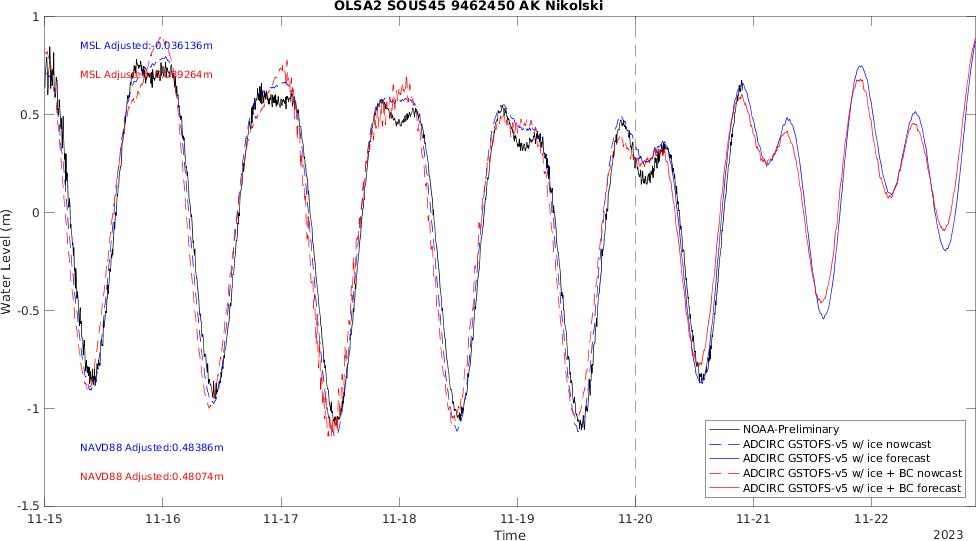 OLSA2 SOUS45 9462450 AK Nikolski
MSL Adjusted:-0.036136m
MSL Adjusted
39264m
NAVD88 Adjusted:0.48386m
NAVD88 Adjusted:0.48074m
Water Level (m)
1
0.5
0
-0.5
-1
-1.5
NOAA-Preliminary
ADCIRC GSTOFS-v5 w/ ice nowcast
ADCIRC GSTOFS-v5 w/ ice forecast
ADCIRC GSTOFS-v5 w/ ice + BC nowcast
ADCIRC GSTOFS-v5 w/ ice + BC forecast
11-15 11-16 11-17 11-18 11-19 11-20 11-21 11-22
Time
2023